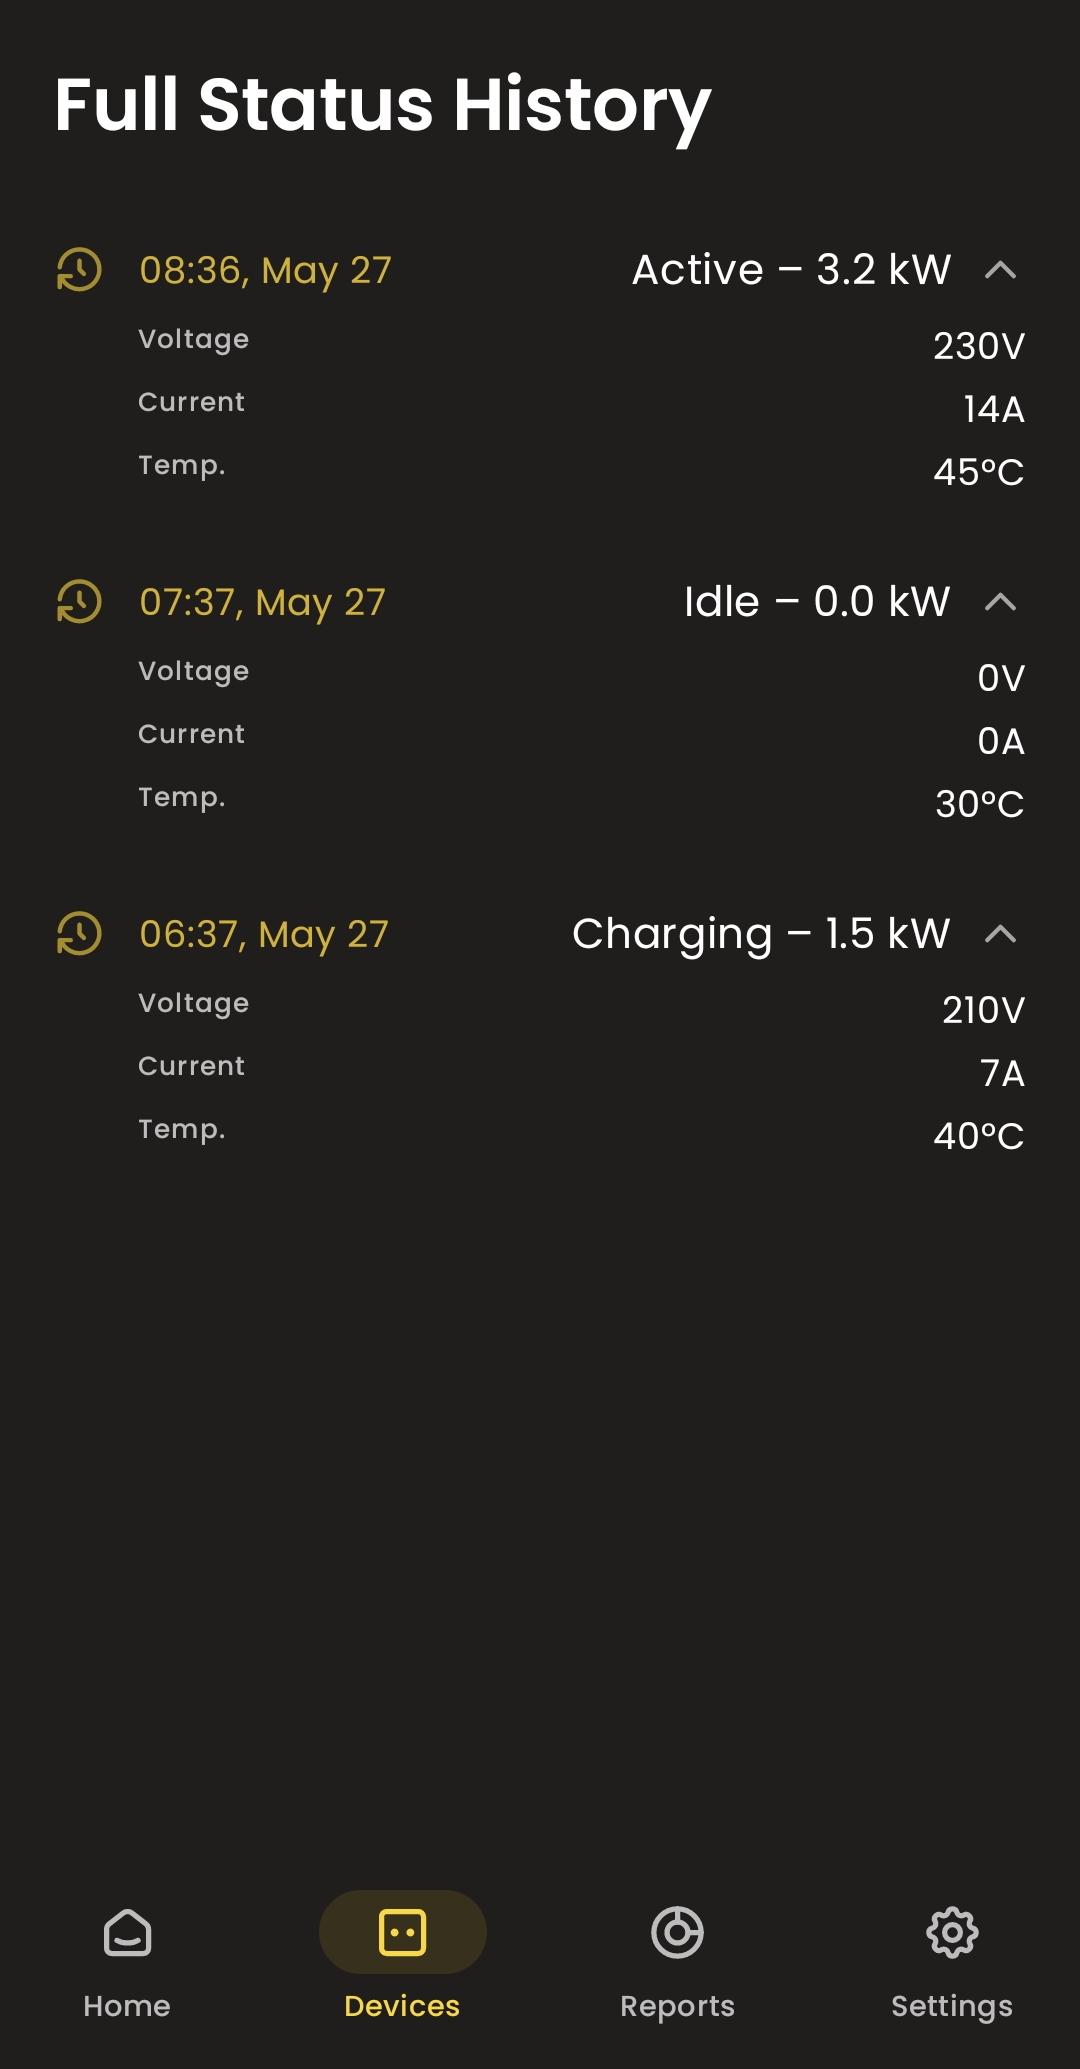 Full Status History
08:36, May 27 Active – 3.2 kW
Voltage 230V
Current 14A
Temp. 45°C
07:37, May 27 Idle – 0.0 kW
Voltage 0V
Current 0A
Temp. 30°C
06:37, May 27 Charging – 1.5 kW
Voltage 210V
Current 7A
Temp. 40°C
Home Devices Reports Settings